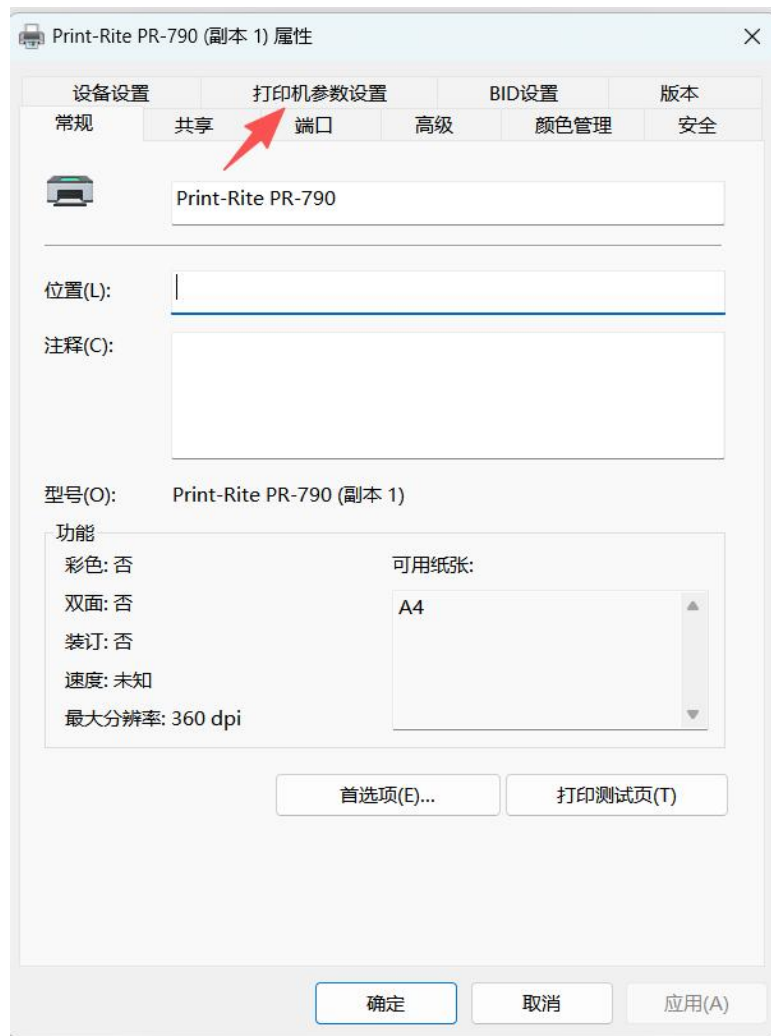 Print-Rite PR-790 (副本 1) 属性
设备设置 打印机参数设置 BID设置 版本
常规 共享 端口 高级 颜色管理 安全
Print-Rite PR-790
位置(L):
注释(C):
型号(O): Print-Rite PR-790 (副本 1)
功能
彩色: 否 可用纸张:
双面: 否 A4
装订: 否
速度: 未知
最大分辨率: 360 dpi
首选项(E)... 打印测试页(T)
确定 取消 应用(A)